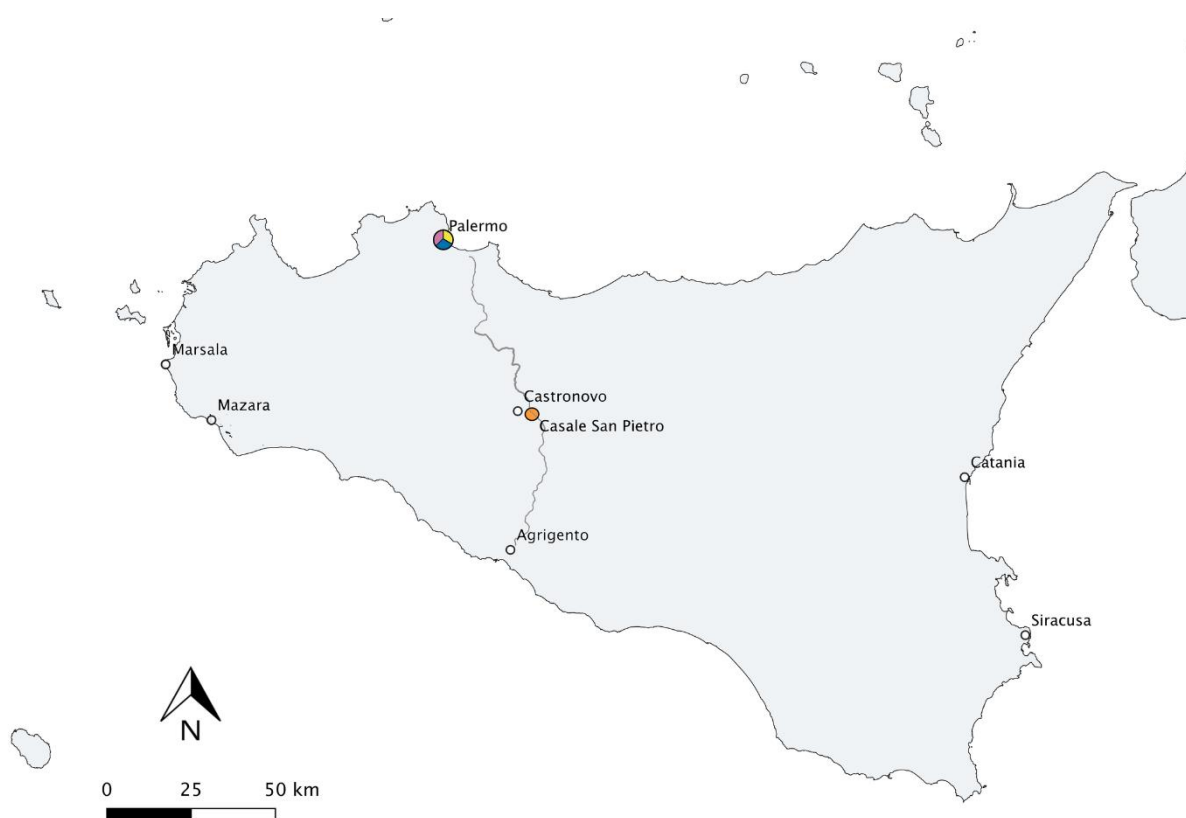 Palermo
Marsala
Castronovo
Mazara
Casale San Pietro
Catania
Agrigento
Siracusa
N
0 25 50 km